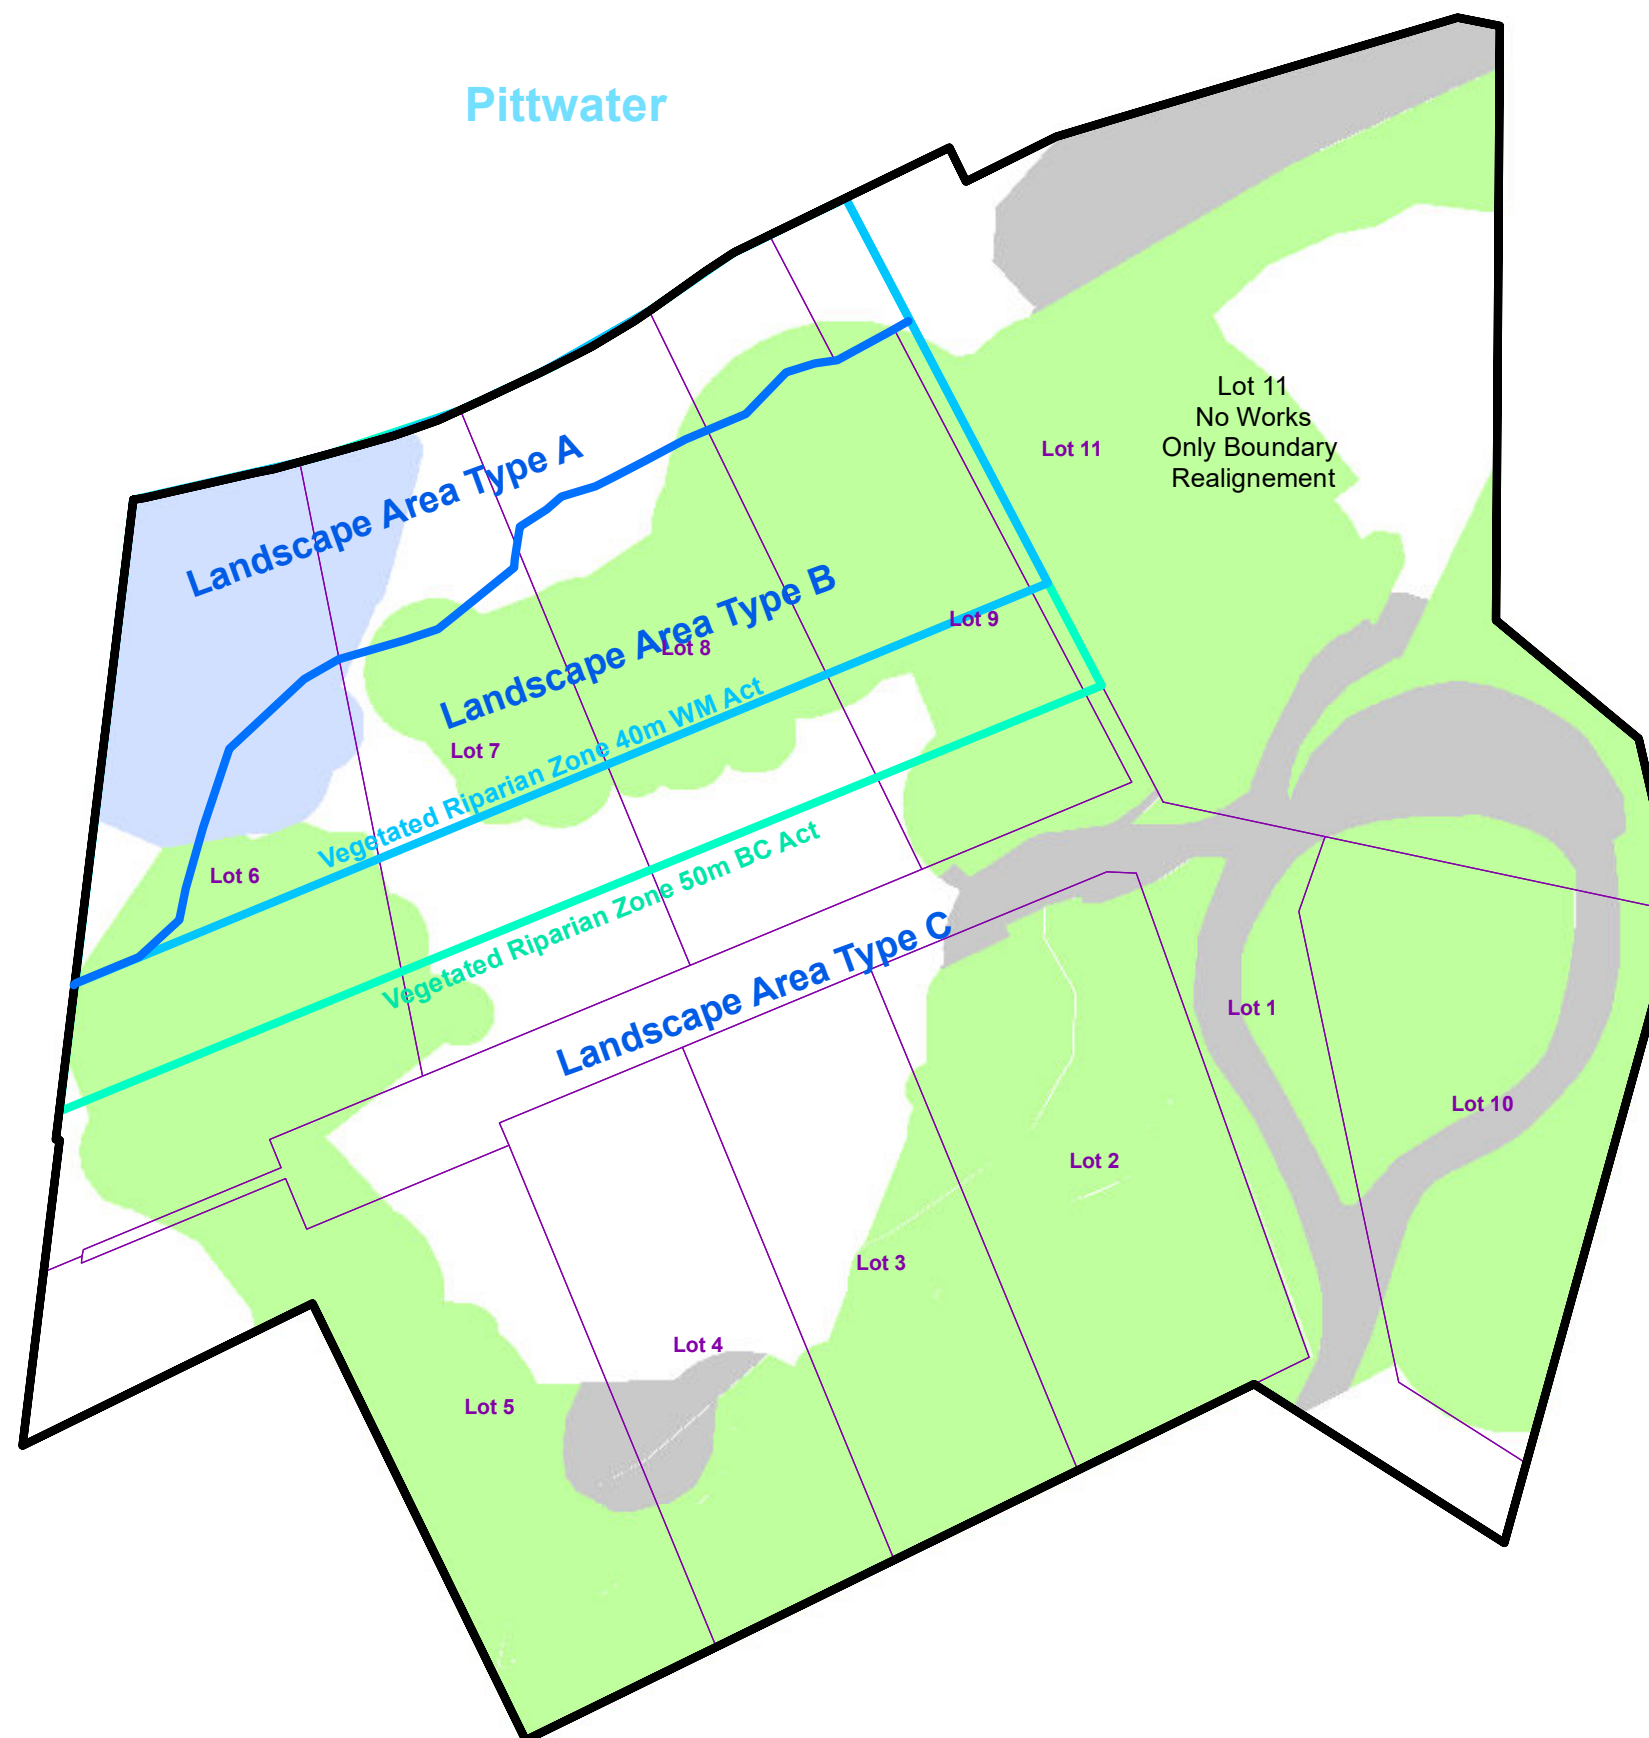 Pittwater
Lot 11
No Works
Only Boundary
Realignement
Lot 11
Landscape Area Type A
Landscape Area Type B
Lot 9
Lot 8
Lot 7
Vegetated Riparian Zone 40m WM Act
Lot 6
Vegetated Riparian Zone 50m BC Act
Landscape Area Type C
Lot 1
Lot 10
Lot 2
Lot 3
Lot 4
Lot 5